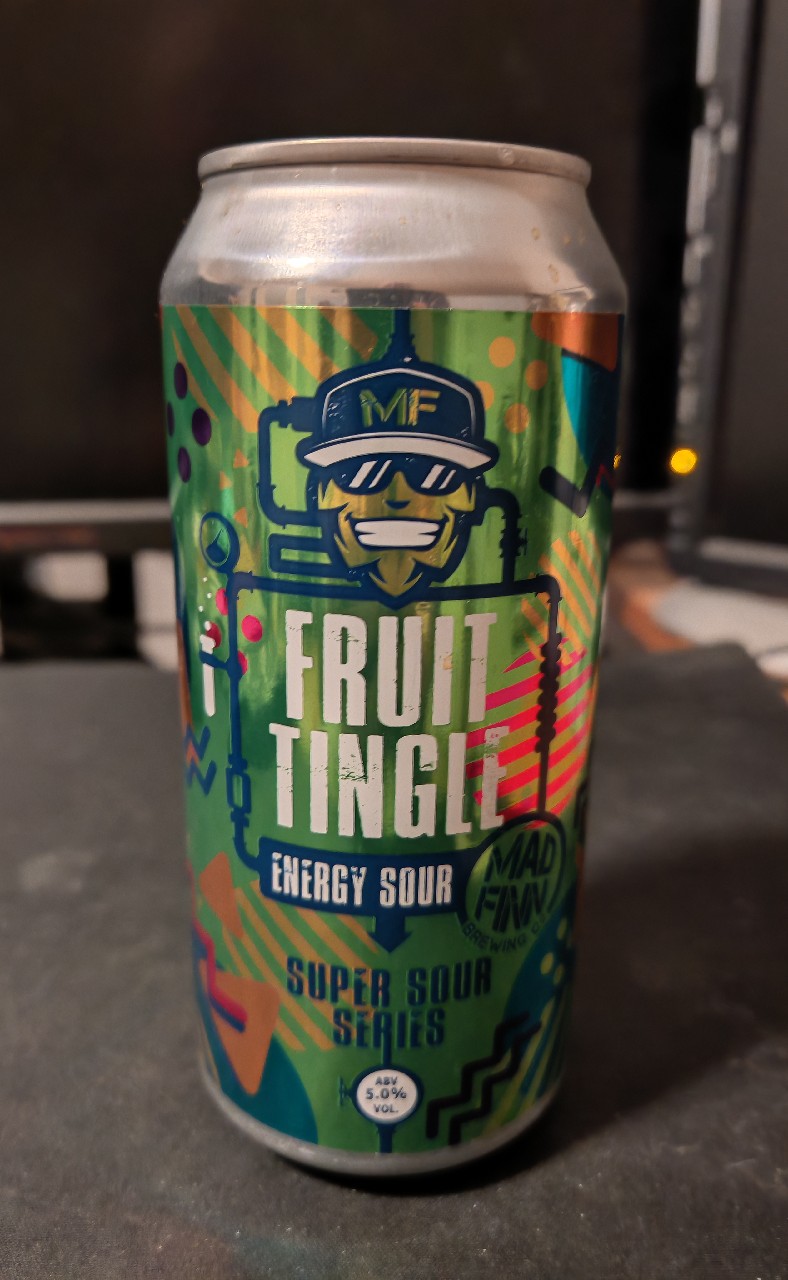 MF
FRUIT
TINGLE
ENERGY SOUR
MAD
FINN
BREWING CO
SUPER SOUR
SERIES
ABV
5.0%
VOL.